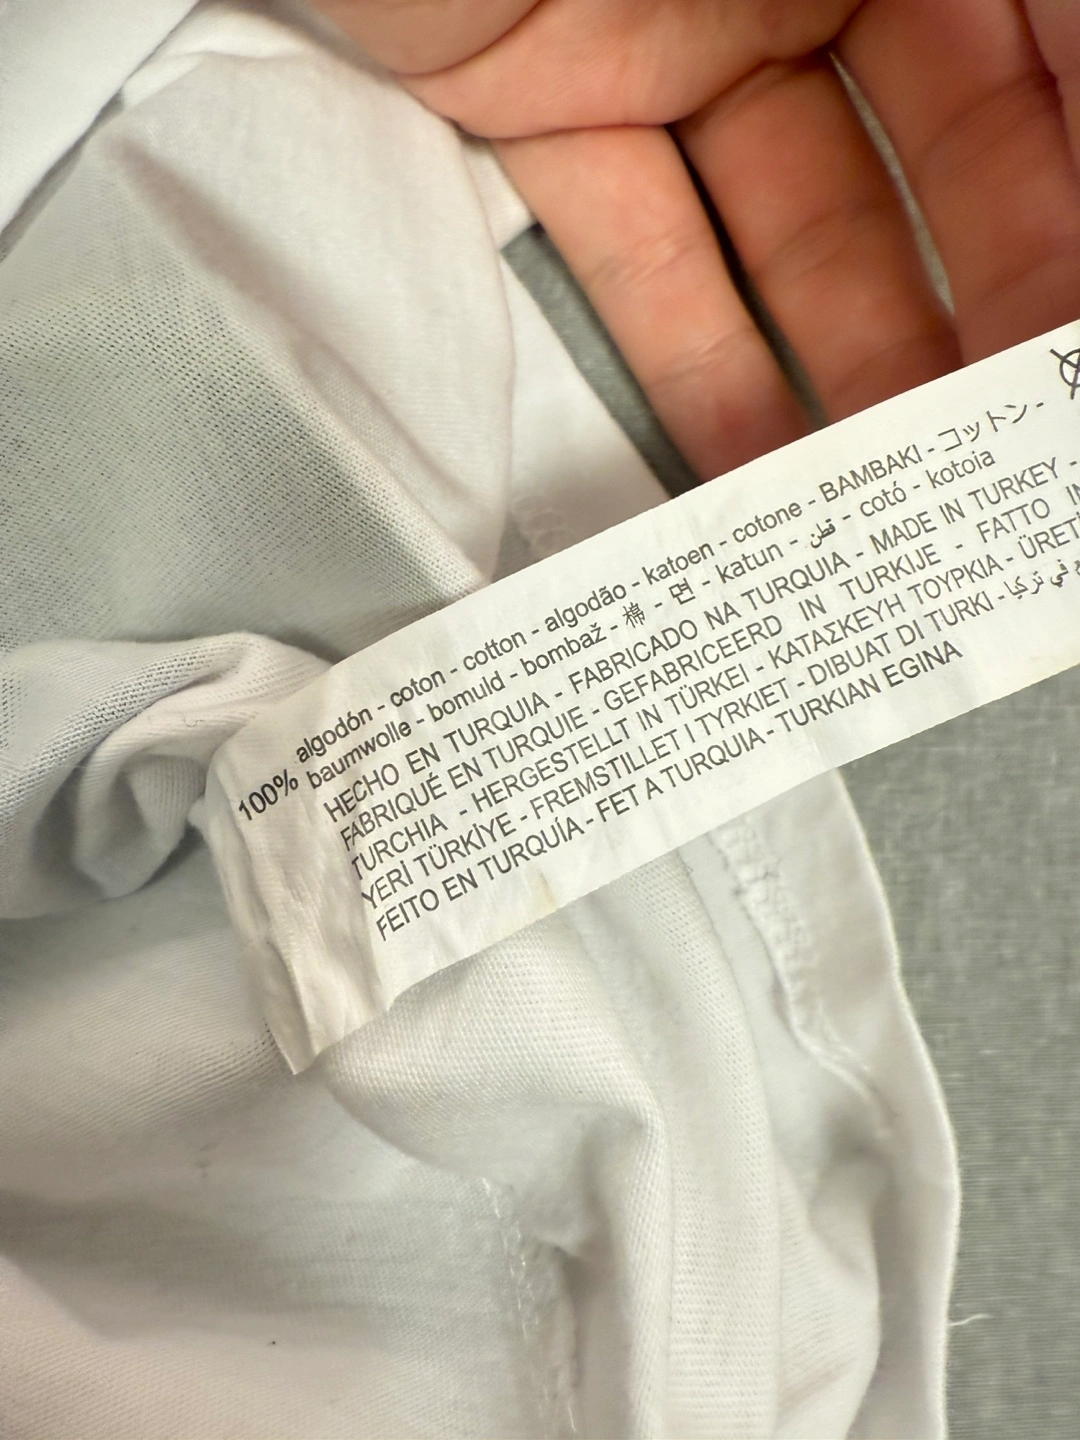 100% algodón - coton - cotton - algodão - katoen - cotone - BAMBAKI - コットン -
baumwolle - bomuld - bombaž - 棉 - 면 - katun - قطن - cotó - kotoia
HECHO EN TURQUIA - FABRICADO NA TURQUIA - MADE IN TURKEY -
FABRIQUÉ EN TURQUIE - GEFABRICEERD IN TURKIJE - FATTO IN
TURCHIA - HERGESTELLT IN TÜRKEI - ΚΑΤΑΣΚΕΥΗ ΤΟΥΡΚΙΑ - ÜRETİ
YERİ TÜRKİYE - FREMSTILLET I TYRKIET - DIBUAT DI TURKI - في تركيا
FEITO EN TURQUÍA - FET A TURQUIA - TURKIAN EGINA